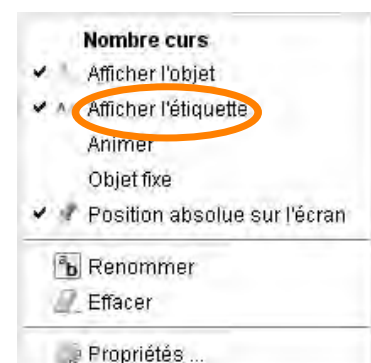 Nombre curs
Afficher l'objet
Afficher l'étiquette
Animer
Objet fixe
Position absolue sur l'écran
Renommer
Effacer
Propriétés ...